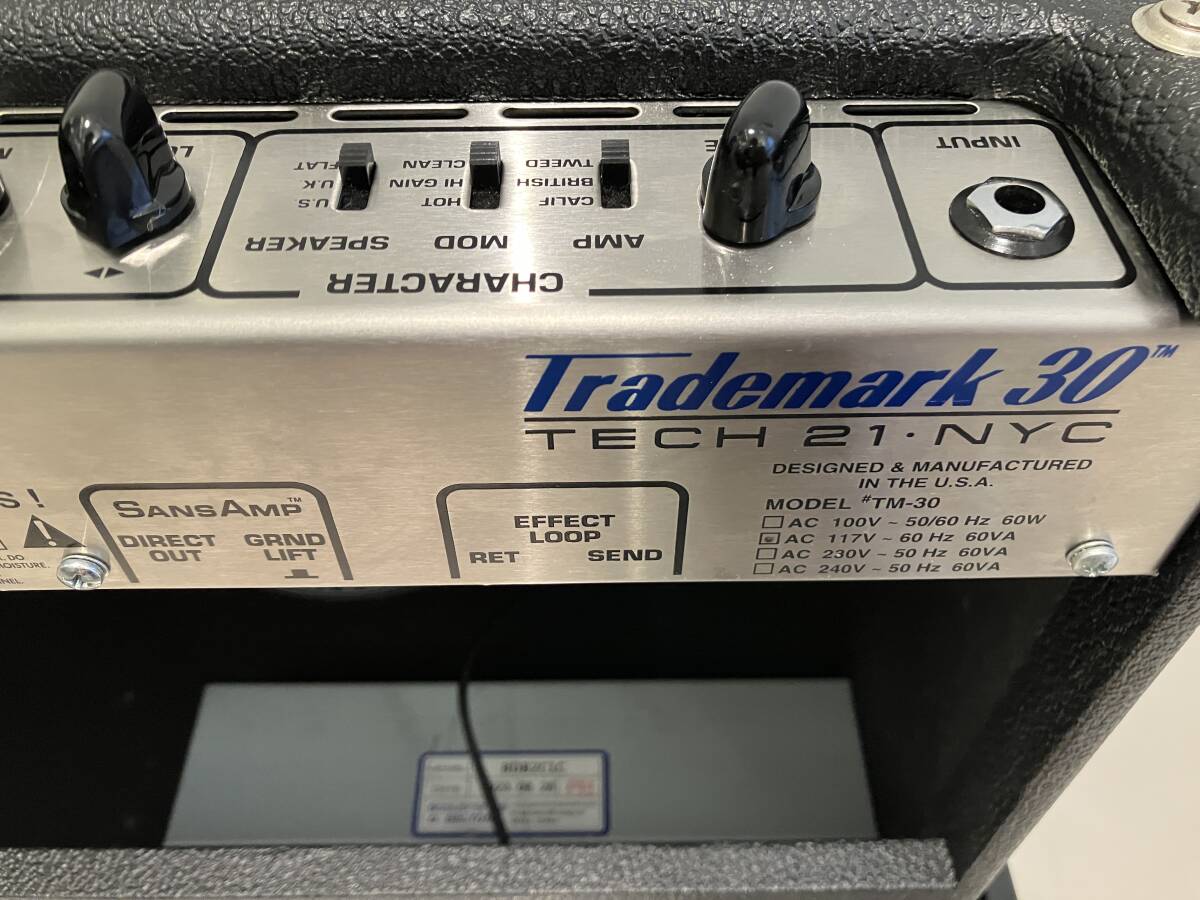 INPUT
CHARACTER
AMP
MOD
SPEAKER
CALIF
BRITISH
TWEED
HOT
HI GAIN
CLEAN
U.S
U.K
FLAT
Trademark 30™
TECH 21·NYC
DESIGNED & MANUFACTURED
IN THE U.S.A.
MODEL #TM-30
AC 100V ~ 50/60 Hz 60W
AC 117V ~ 60 Hz 60VA
AC 230V ~ 50 Hz 60VA
AC 240V ~ 50 Hz 60VA
EFFECT
LOOP
RET SEND
SANSAMP™
DIRECT GRND
OUT LIFT
S!
DO
MOISTURE.